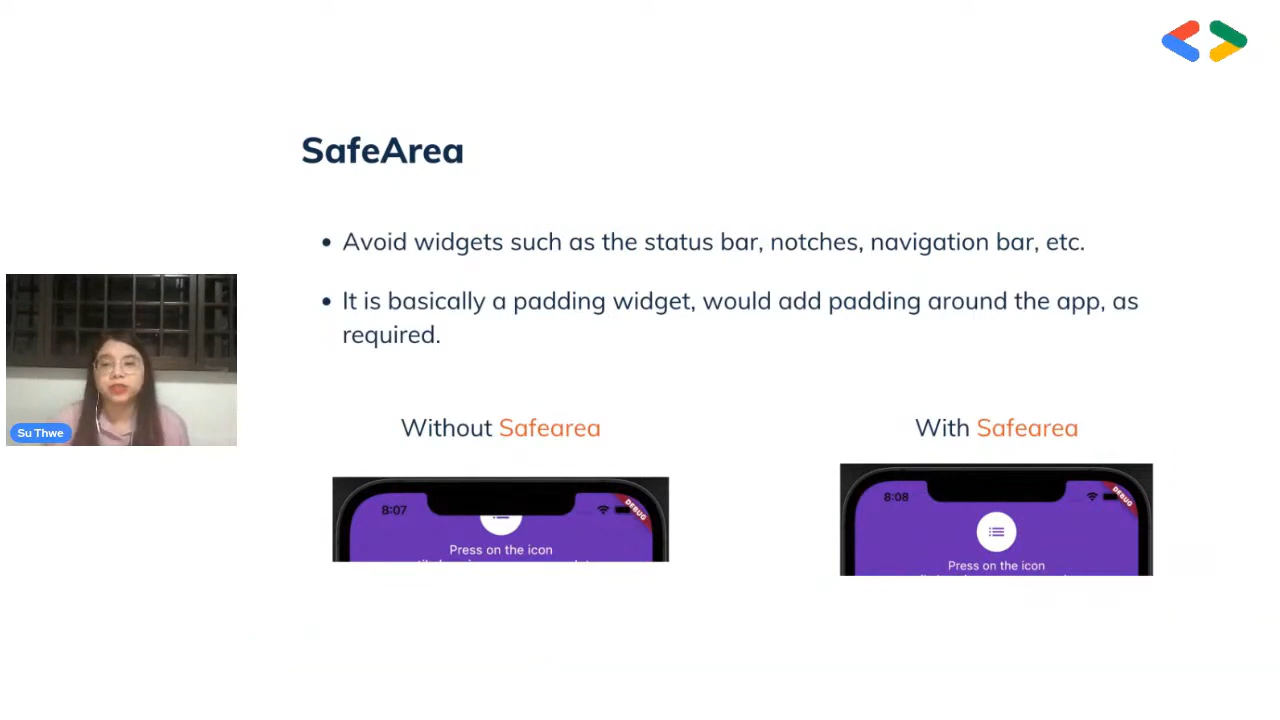 SafeArea
• Avoid widgets such as the status bar, notches, navigation bar, etc.
• It is basically a padding widget, would add padding around the app, as
required.
Su Thwe
Without Safearea
With Safearea
8:07
DEBUG
Press on the icon
8:08
DEBUG
Press on the icon